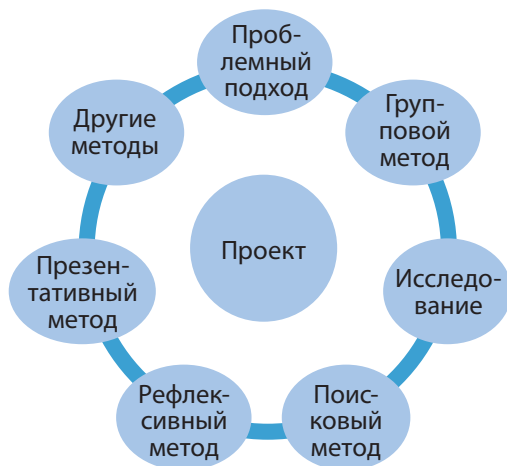 Проб-
лемный
подход
Груп-
повой
метод
Исследо-
вание
Поис-
ковый
метод
Рефлек-
сивный
метод
Презен-
тативный
метод
Другие
методы
Проект